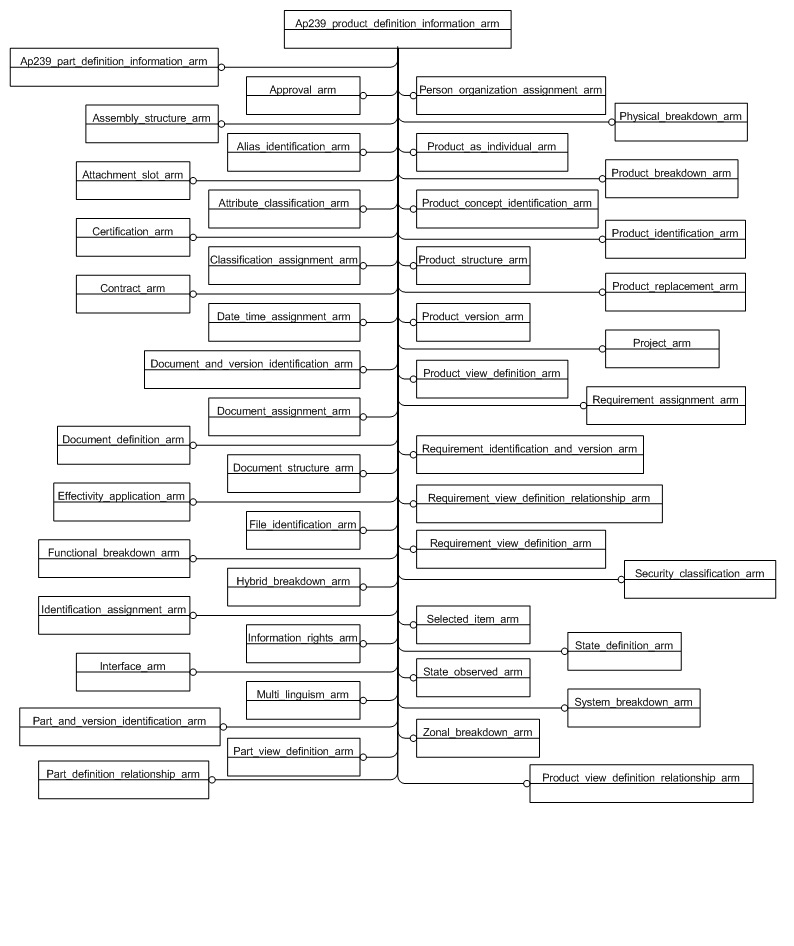 Ap239_product_definition_information_arm
Ap239_part_definition_information_arm
Approval_arm
Person_organization_assignment_arm
Assembly_structure_arm
Physical_breakdown_arm
Alias_identification_arm
Product_as_individual_arm
Attachment_slot_arm
Product_breakdown_arm
Attribute_classification_arm
Product_concept_identification_arm
Certification_arm
Product_identification_arm
Classification_assignment_arm
Product_structure_arm
Contract_arm
Product_replacement_arm
Date_time_assignment_arm
Product_version_arm
Project_arm
Document_and_version_identification_arm
Product_view_definition_arm
Requirement_assignment_arm
Document_assignment_arm
Document_definition_arm
Requirement_identification_and_version_arm
Document_structure_arm
Effectivity_application_arm
Requirement_view_definition_relationship_arm
File_identification_arm
Requirement_view_definition_arm
Functional_breakdown_arm
Security_classification_arm
Hybrid_breakdown_arm
Identification_assignment_arm
Selected_item_arm
Information_rights_arm
State_definition_arm
Interface_arm
State_observed_arm
Multi_linguism_arm
System_breakdown_arm
Part_and_version_identification_arm
Zonal_breakdown_arm
Part_view_definition_arm
Part_definition_relationship_arm
Product_view_definition_relationship_arm